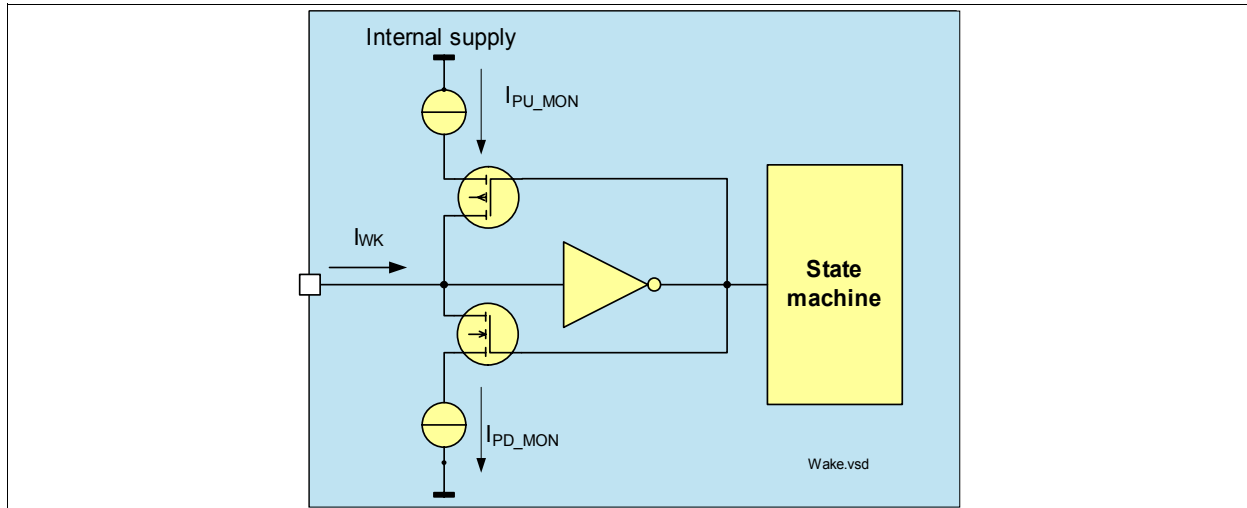 Internal supply
IPU_MON
IWK
State
machine
IPD_MON
Wake.vsd